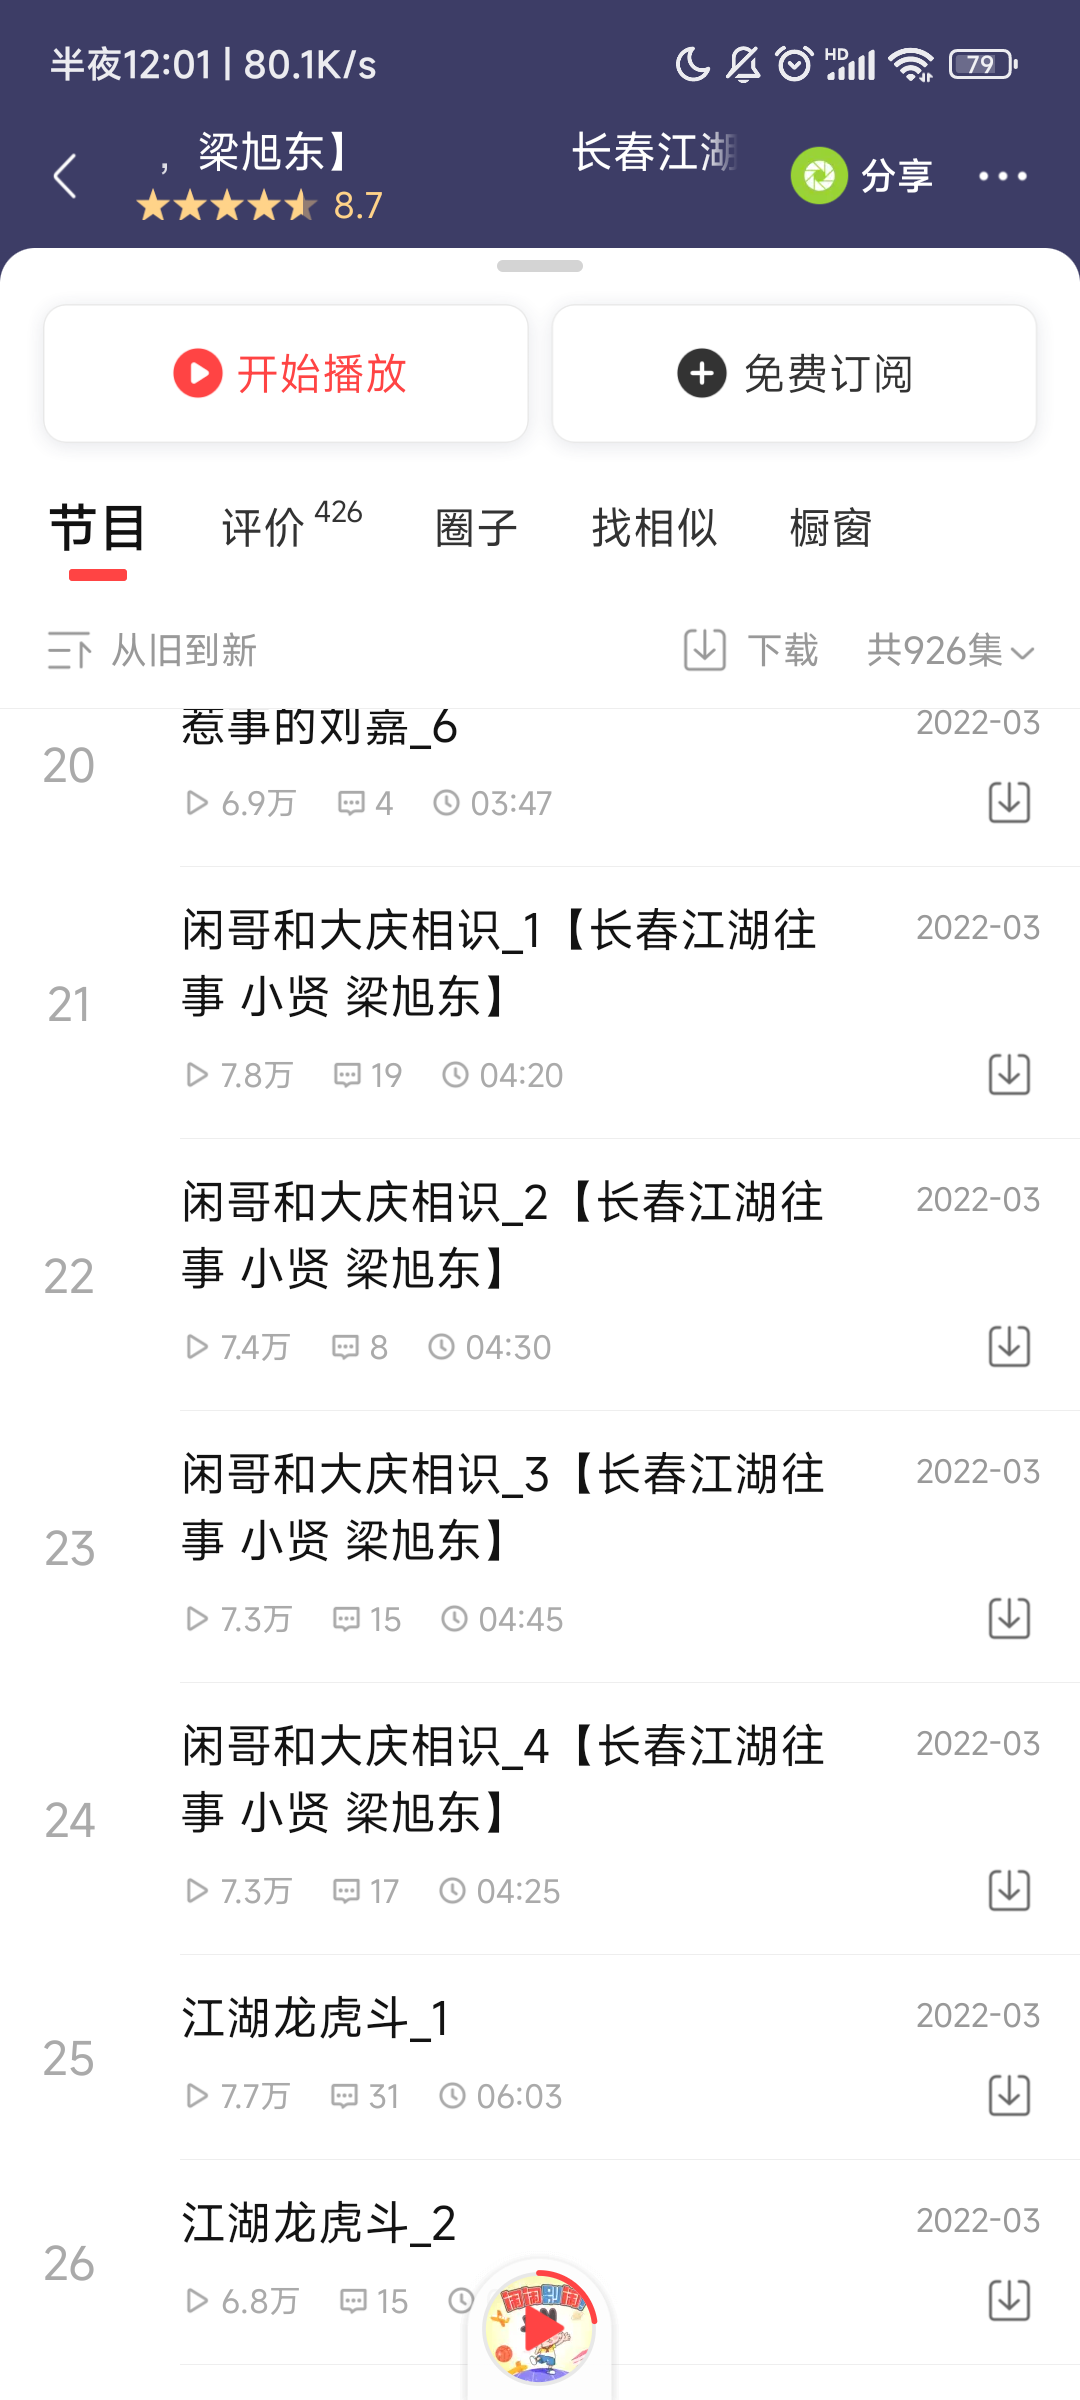 半夜12:01 | 80.1K/s
HD
79
，梁旭东】 长春江湖
分享
8.7
开始播放
免费订阅
节目
评价 426
圈子
找相似
橱窗
从旧到新
下载
共926集
20
惹事的刘嘉_6
2022-03
6.9万 4 03:47
21
闲哥和大庆相识_1【长春江湖往
事 小贤 梁旭东】
2022-03
7.8万 19 04:20
22
闲哥和大庆相识_2【长春江湖往
事 小贤 梁旭东】
2022-03
7.4万 8 04:30
23
闲哥和大庆相识_3【长春江湖往
事 小贤 梁旭东】
2022-03
7.3万 15 04:45
24
闲哥和大庆相识_4【长春江湖往
事 小贤 梁旭东】
2022-03
7.3万 17 04:25
25
江湖龙虎斗_1
2022-03
7.7万 31 06:03
26
江湖龙虎斗_2
2022-03
6.8万 15
闲闲别闹